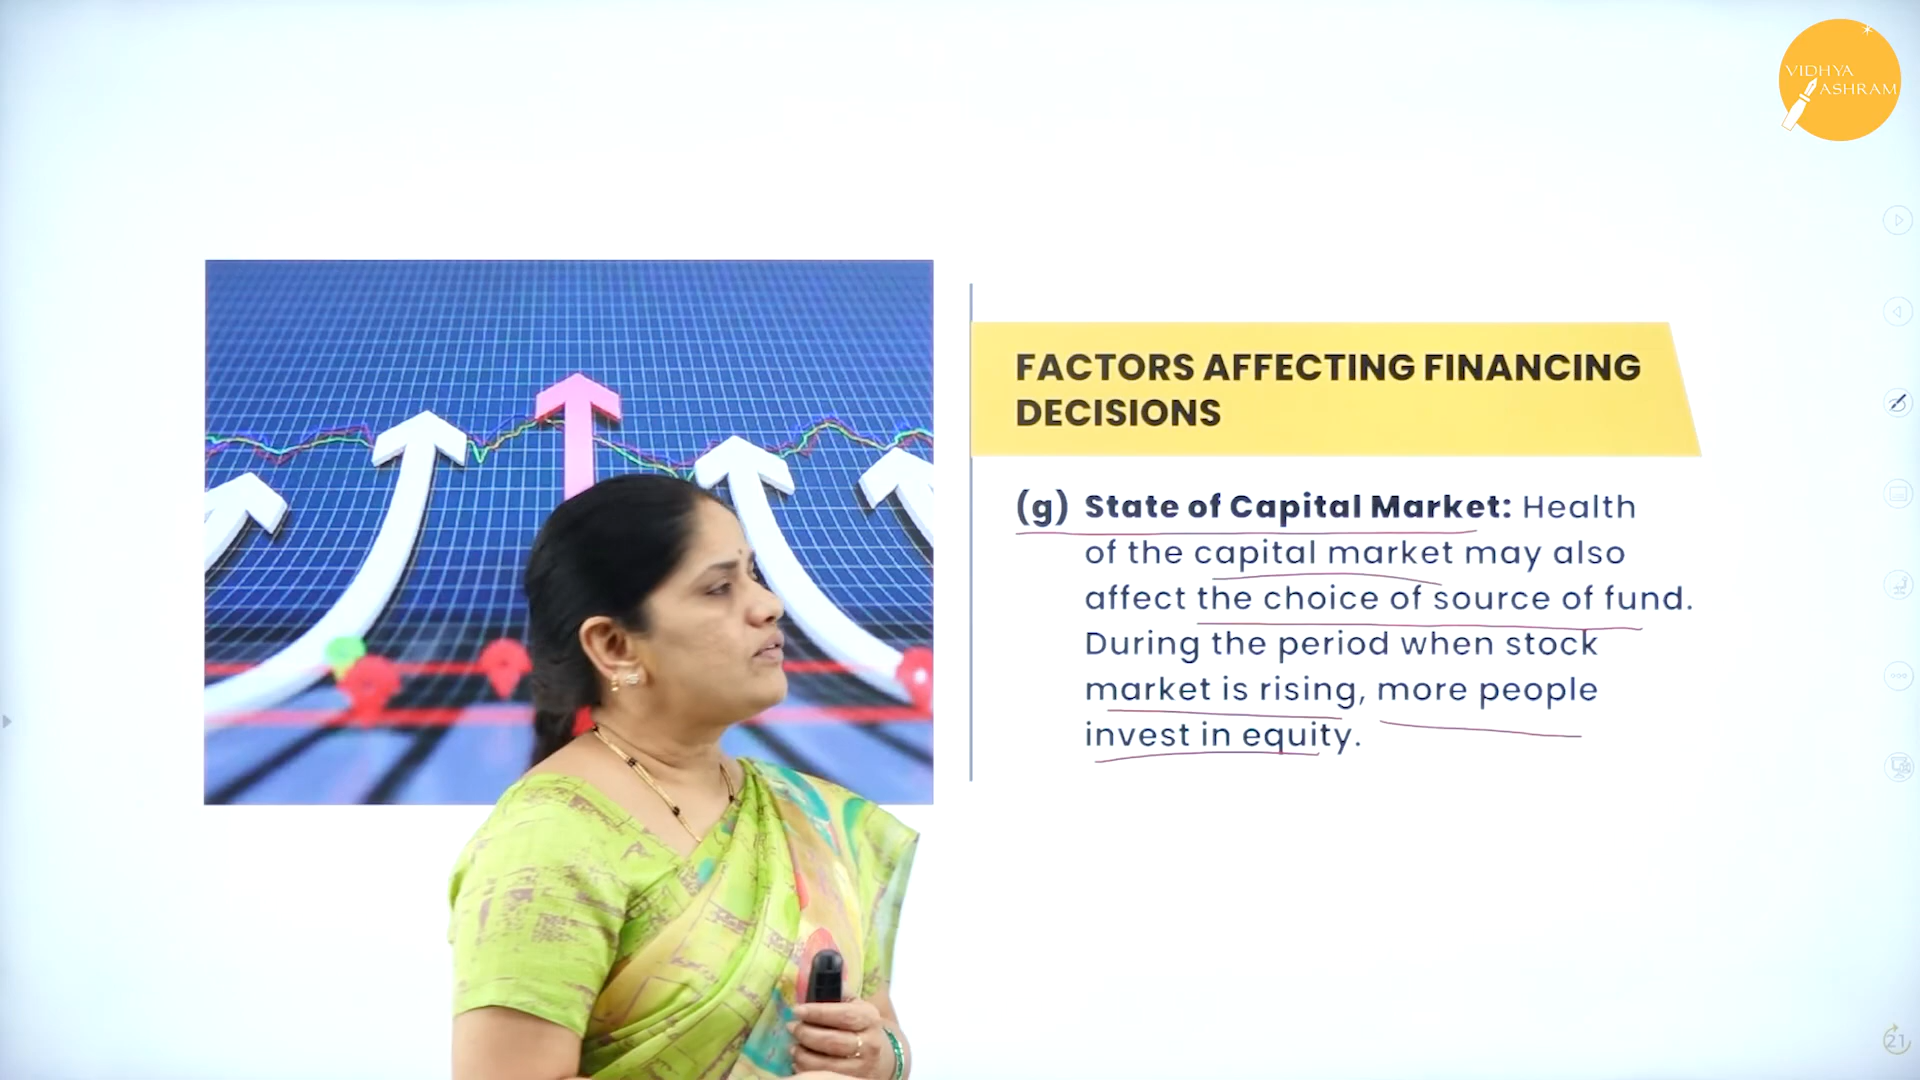 VIDHYA
ASHRAM
FACTORS AFFECTING FINANCING
DECISIONS
(g) State of Capital Market: Health
of the capital market may also
affect the choice of source of fund.
During the period when stock
market is rising, more people
invest in equity.
21